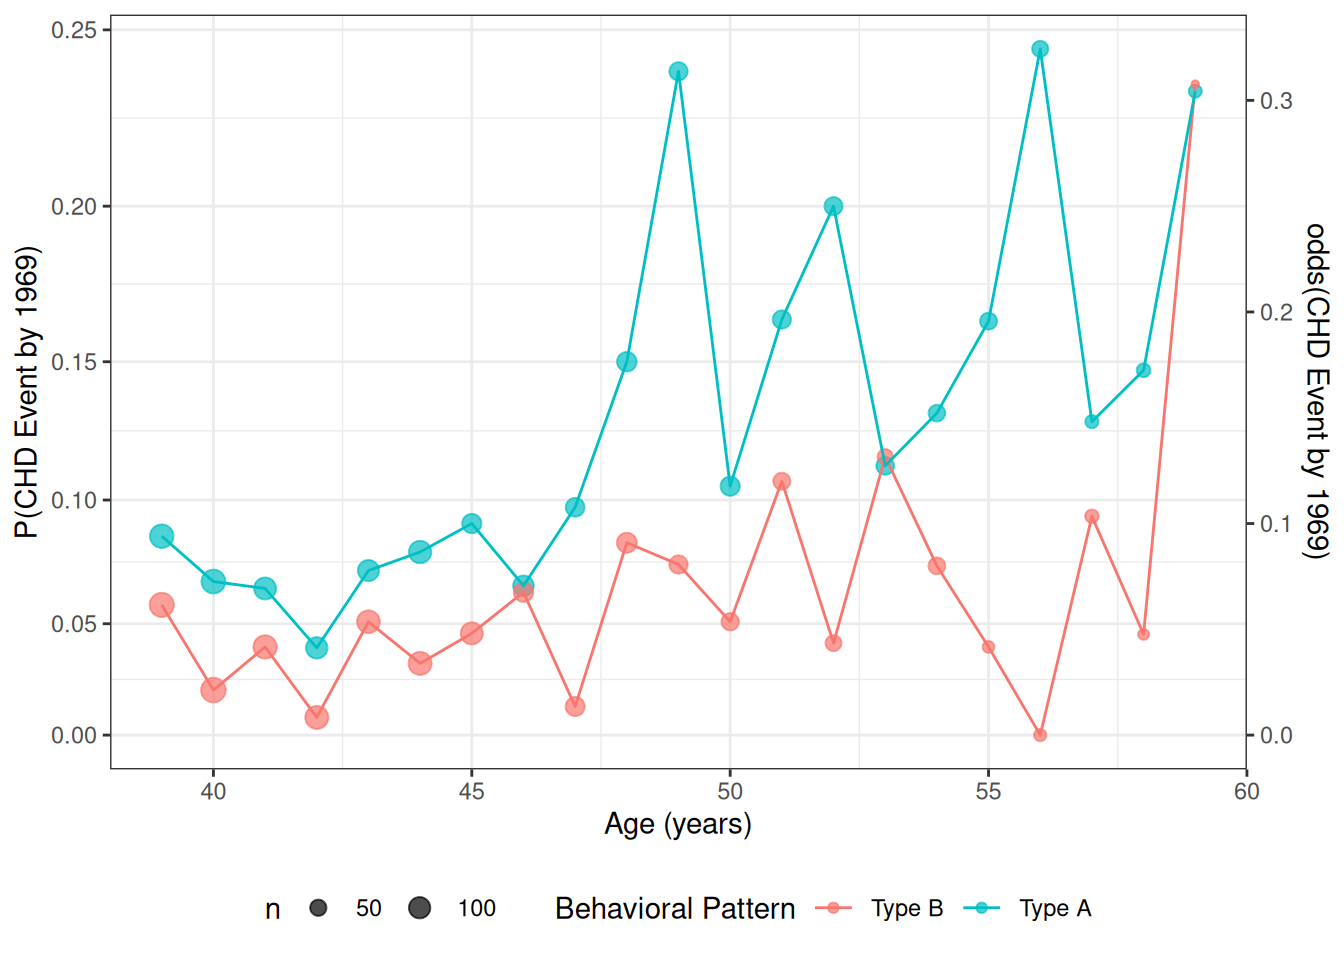 0.25
0.20
0.15
0.10
0.05
0.00
P(CHD Event by 1969)
0.3
0.2
0.1
0.0
odds(CHD Event by 1969)
40 45 50 55 60
Age (years)
n 50 100 Behavioral Pattern Type B Type A